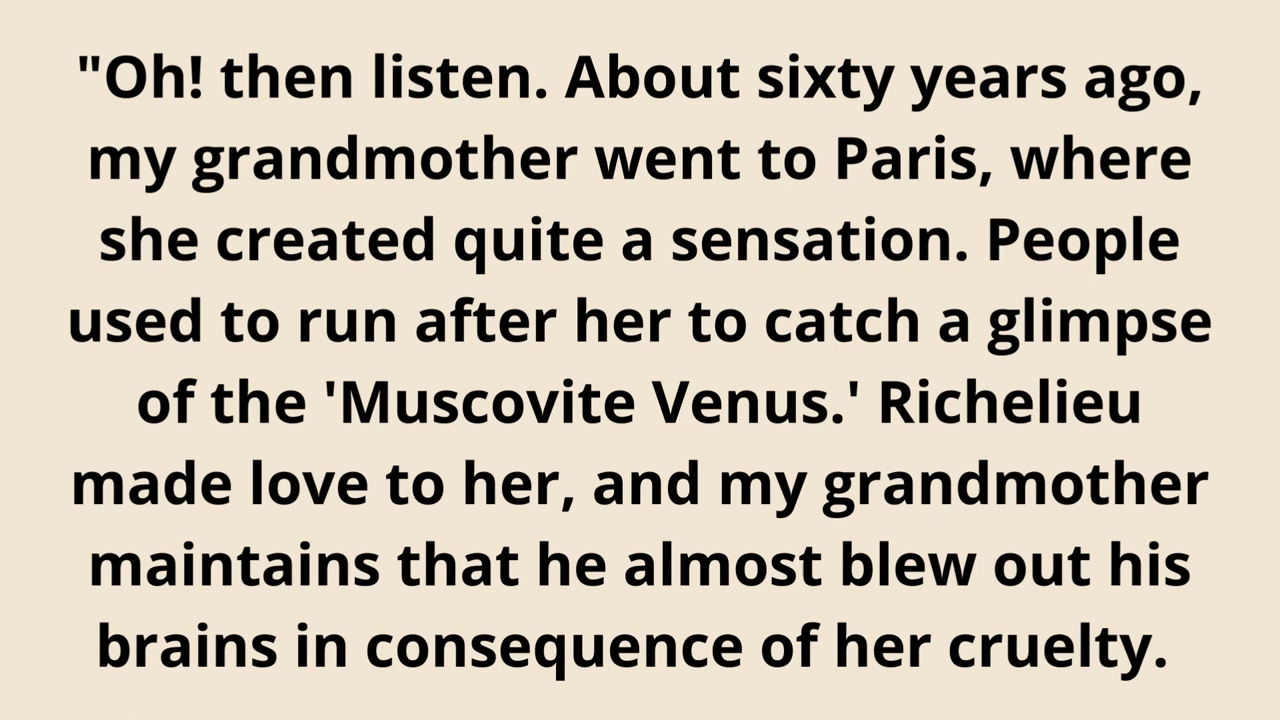 "Oh! then listen. About sixty years ago,
my grandmother went to Paris, where
she created quite a sensation. People
used to run after her to catch a glimpse
of the 'Muscovite Venus.' Richelieu
made love to her, and my grandmother
maintains that he almost blew out his
brains in consequence of her cruelty.